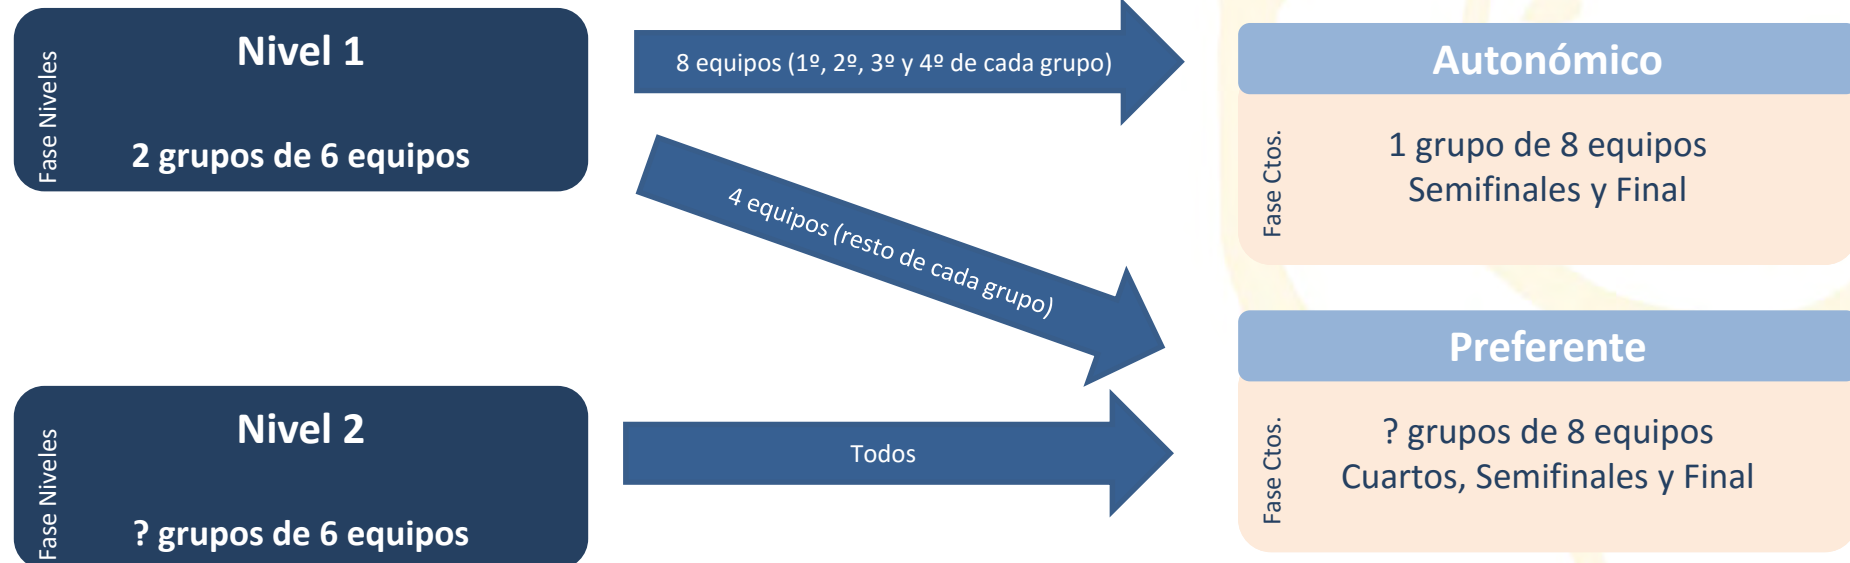 Fase Niveles
Nivel 1
2 grupos de 6 equipos
8 equipos (1º, 2º, 3º y 4º de cada grupo)
4 equipos (resto de cada grupo)
Autonómico
Fase Ctos.
1 grupo de 8 equipos
Semifinales y Final
Fase Niveles
Nivel 2
? grupos de 6 equipos
Todos
Preferente
Fase Ctos.
? grupos de 8 equipos
Cuartos, Semifinales y Final